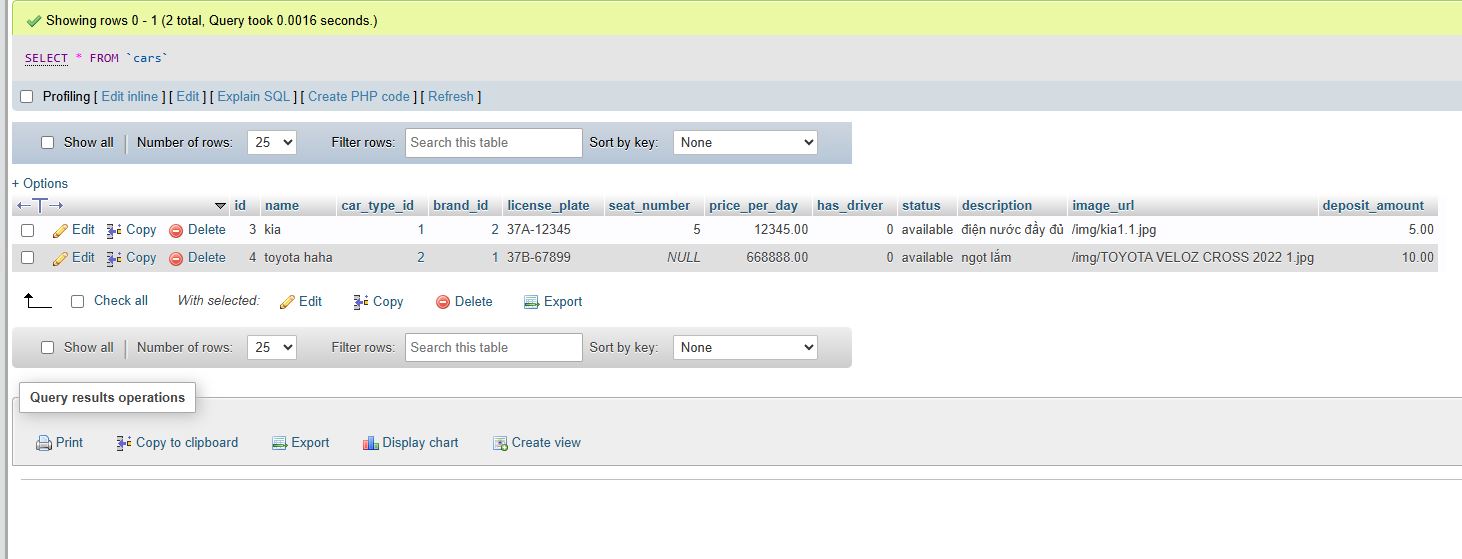 Showing rows 0 - 1 (2 total, Query took 0.0016 seconds.)
SELECT * FROM `cars`
Profiling [ Edit inline ] [ Edit ] [ Explain SQL ] [ Create PHP code ] [ Refresh ]
Show all | Number of rows: 25 Filter rows: Search this table Sort by key: None
+ Options
←T→ id name car_type_id brand_id license_plate seat_number price_per_day has_driver status description image_url deposit_amount
Edit Copy Delete 3 kia 1 2 37A-12345 5 12345.00 0 available điện nước đầy đủ /img/kia1.1.jpg 5.00
Edit Copy Delete 4 toyota haha 2 1 37B-67899 NULL 668888.00 0 available ngọt lắm /img/TOYOTA VELOZ CROSS 2022 1.jpg 10.00
Check all With selected: Edit Copy Delete Export
Show all | Number of rows: 25 Filter rows: Search this table Sort by key: None
Query results operations
Print Copy to clipboard Export Display chart Create view